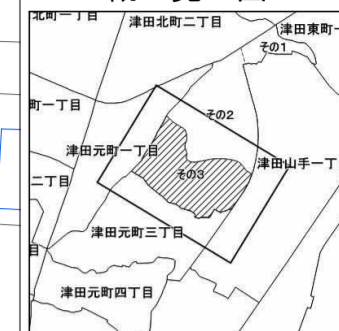 北町一丁目
津田北町二丁目
津田東町一
その1
町一丁目
その2
津田元町一丁目
津田山手一丁
その3
二丁目
津田元町三丁目
目
津田元町四丁目